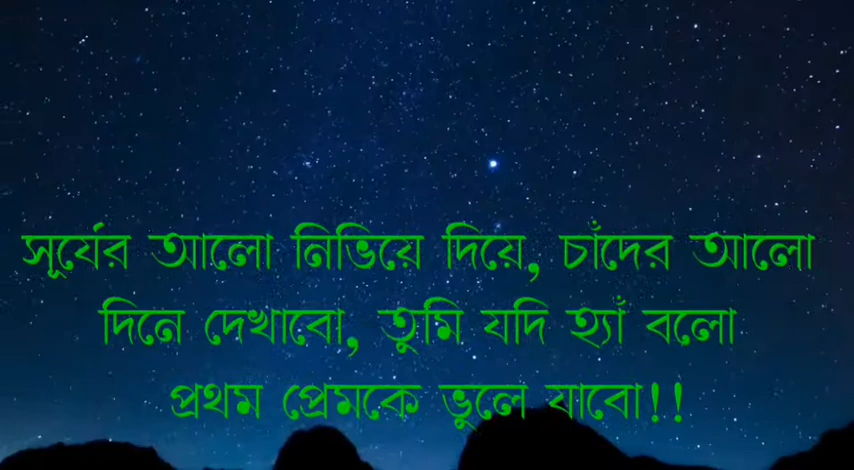 সূর্যের আলো নিভিয়ে দিয়ে, চাঁদের আলো
দিনে দেখাবো, তুমি যদি হ্যাঁ বলো
প্রথম প্রেমকে ভুলে যাবো!!